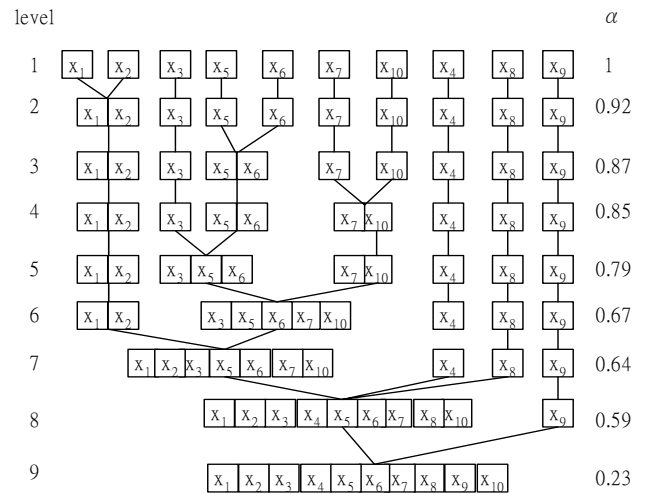 level α
1 x₁ x₂ x₃ x₅ x₆ x₇ x₁₀ x₄ x₈ x₉ 1
2 x₁ x₂ x₃ x₅ x₆ x₇ x₁₀ x₄ x₈ x₉ 0.92
3 x₁ x₂ x₃ x₅ x₆ x₇ x₁₀ x₄ x₈ x₉ 0.87
4 x₁ x₂ x₃ x₅ x₆ x₇ x₁₀ x₄ x₈ x₉ 0.85
5 x₁ x₂ x₃ x₅ x₆ x₇ x₁₀ x₄ x₈ x₉ 0.79
6 x₁ x₂ x₃ x₅ x₆ x₇ x₁₀ x₄ x₈ x₉ 0.67
7 x₁ x₂ x₃ x₅ x₆ x₇ x₁₀ x₄ x₈ x₉ 0.64
8 x₁ x₂ x₃ x₄ x₅ x₆ x₇ x₈ x₁₀ x₉ 0.59
9 x₁ x₂ x₃ x₄ x₅ x₆ x₇ x₈ x₉ x₁₀ 0.23